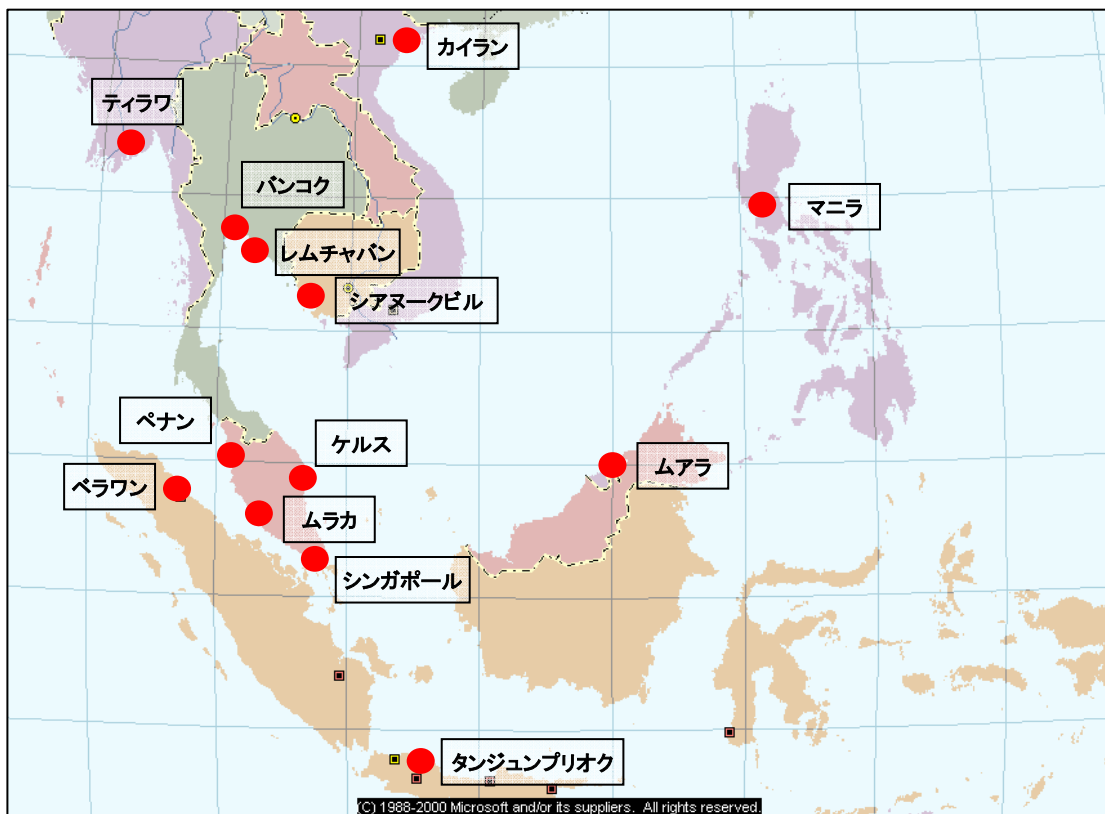 カイラン
ティラワ
バンコク
マニラ
レムチャバン
シアヌークビル
ペナン
ケルス
ムアラ
ベラワン
ムラカ
シンガポール
タンジュンプリオク
(C) 1988-2000 Microsoft and/or its suppliers. All rights reserved.